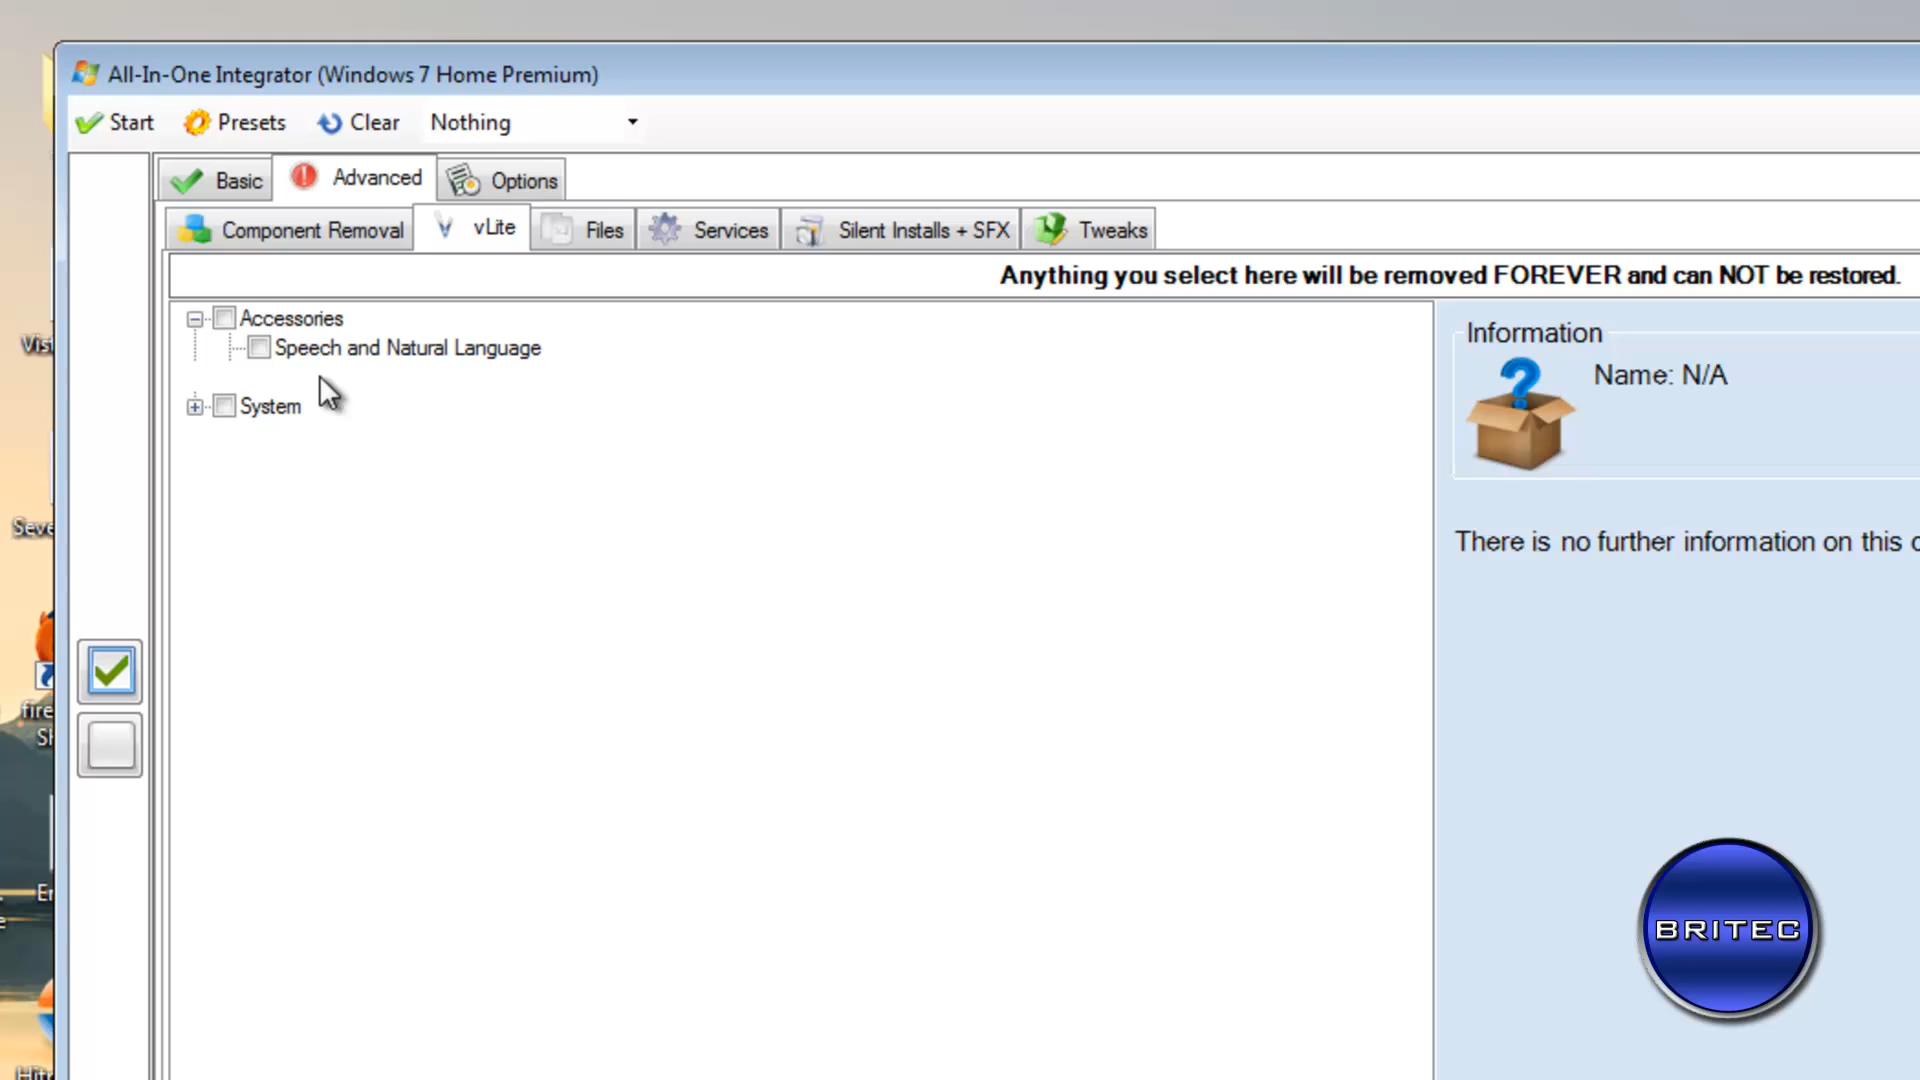 All-In-One Integrator (Windows 7 Home Premium)
Start Presets Clear Nothing
Basic Advanced Options
Component Removal vLite Files Services Silent Installs + SFX Tweaks
Anything you select here will be removed FOREVER and can NOT be restored.
Accessories
Speech and Natural Language
System
Information
Name: N/A
There is no further information on this
BRITEC